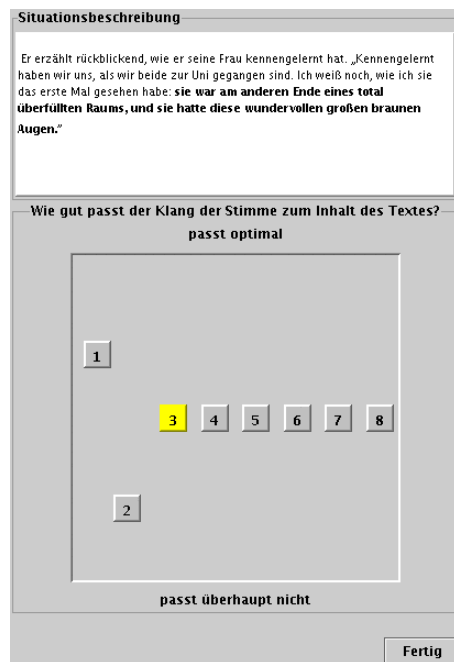 Situationsbeschreibung
Er erzählt rückblickend, wie er seine Frau kennengelernt hat. „Kennengelernt
haben wir uns, als wir beide zur Uni gegangen sind. Ich weiß noch, wie ich sie
das erste Mal gesehen habe: sie war am anderen Ende eines total
überfüllten Raums, und sie hatte diese wundervollen großen braunen
Augen.“
Wie gut passt der Klang der Stimme zum Inhalt des Textes?
passt optimal
1
3 4 5 6 7 8
2
passt überhaupt nicht
Fertig